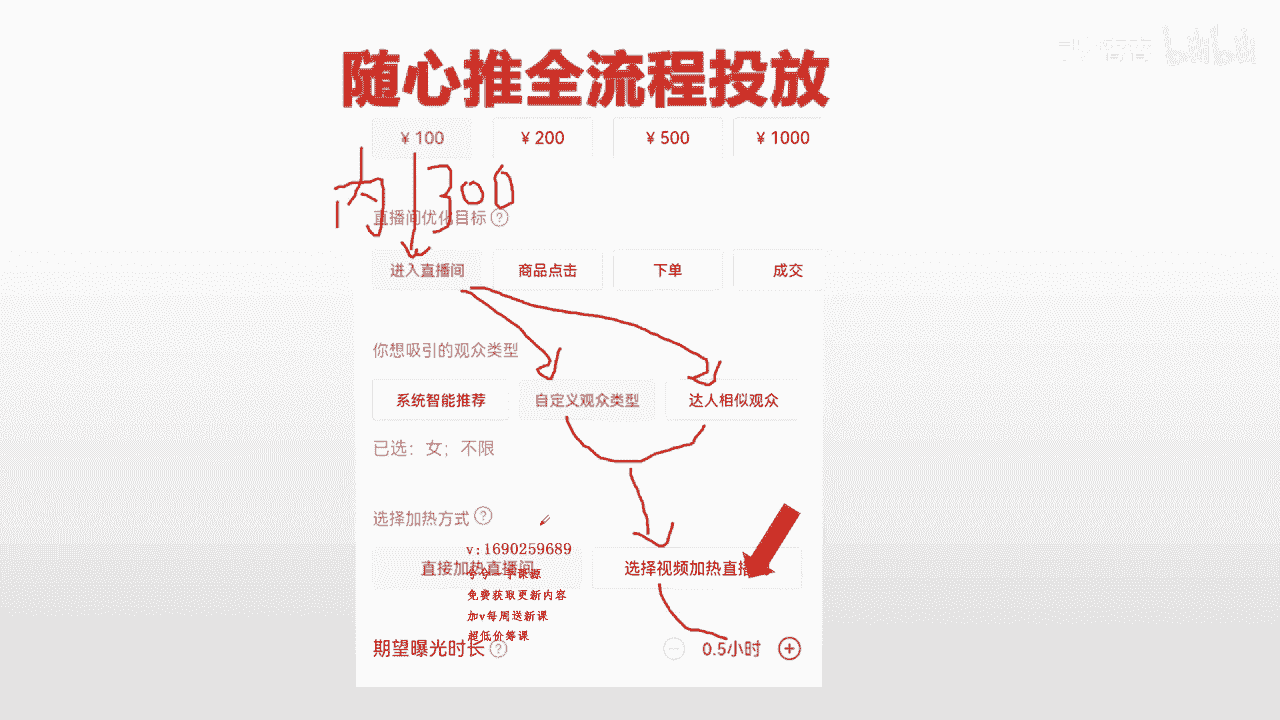 随心推全流程投放
bilibili
¥ 100 ¥ 200 ¥ 500 ¥ 1000
内 300
直播间优化目标 ?
进入直播间 商品点击 下单 成交
你想吸引的观众类型
系统智能推荐 自定义观众类型 达人相似观众
已选：女；不限
选择加热方式 ?
v:1690259689
直接加热直播间 选择视频加热直播
课源
免费获取更新内容
加v每周送新课
超低价筹课
期望曝光时长 ? 0.5小时